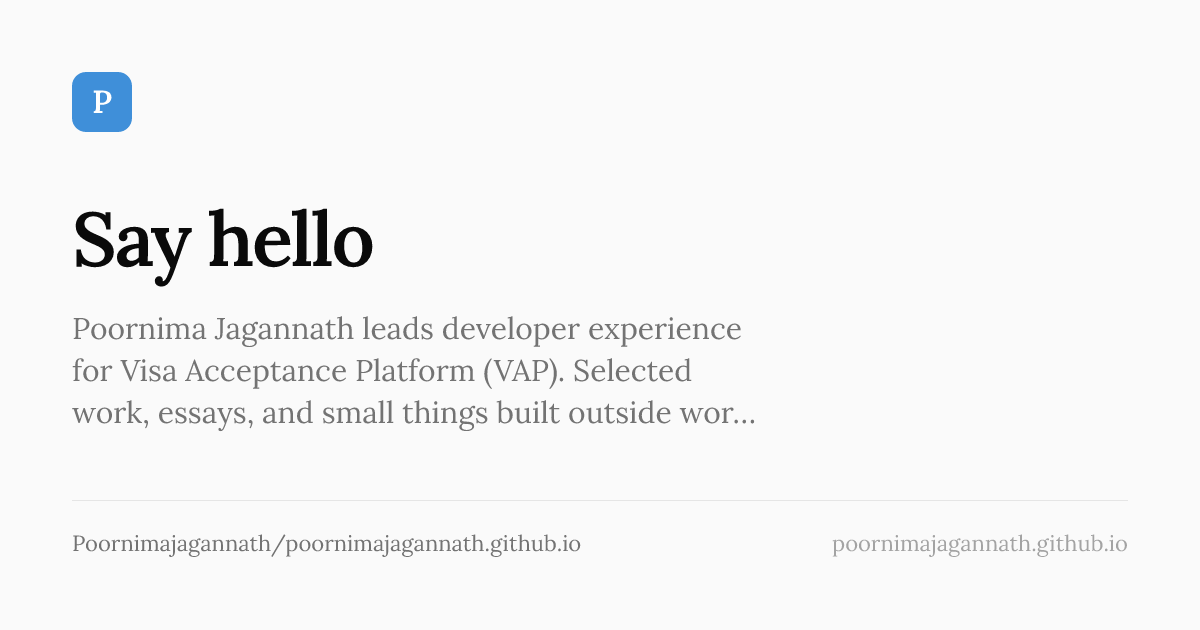 P
Say hello
Poornima Jagannath leads developer experience
for Visa Acceptance Platform (VAP). Selected
work, essays, and small things built outside wor...
Poornimajagannath/poornimajagannath.github.io
poornimajagannath.github.io